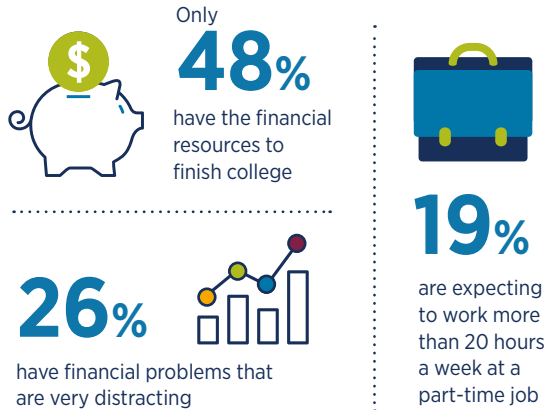 $
Only
48%
have the financial
resources to
finish college
26%
have financial problems that
are very distracting
19%
are expecting
to work more
than 20 hours
a week at a
part-time job